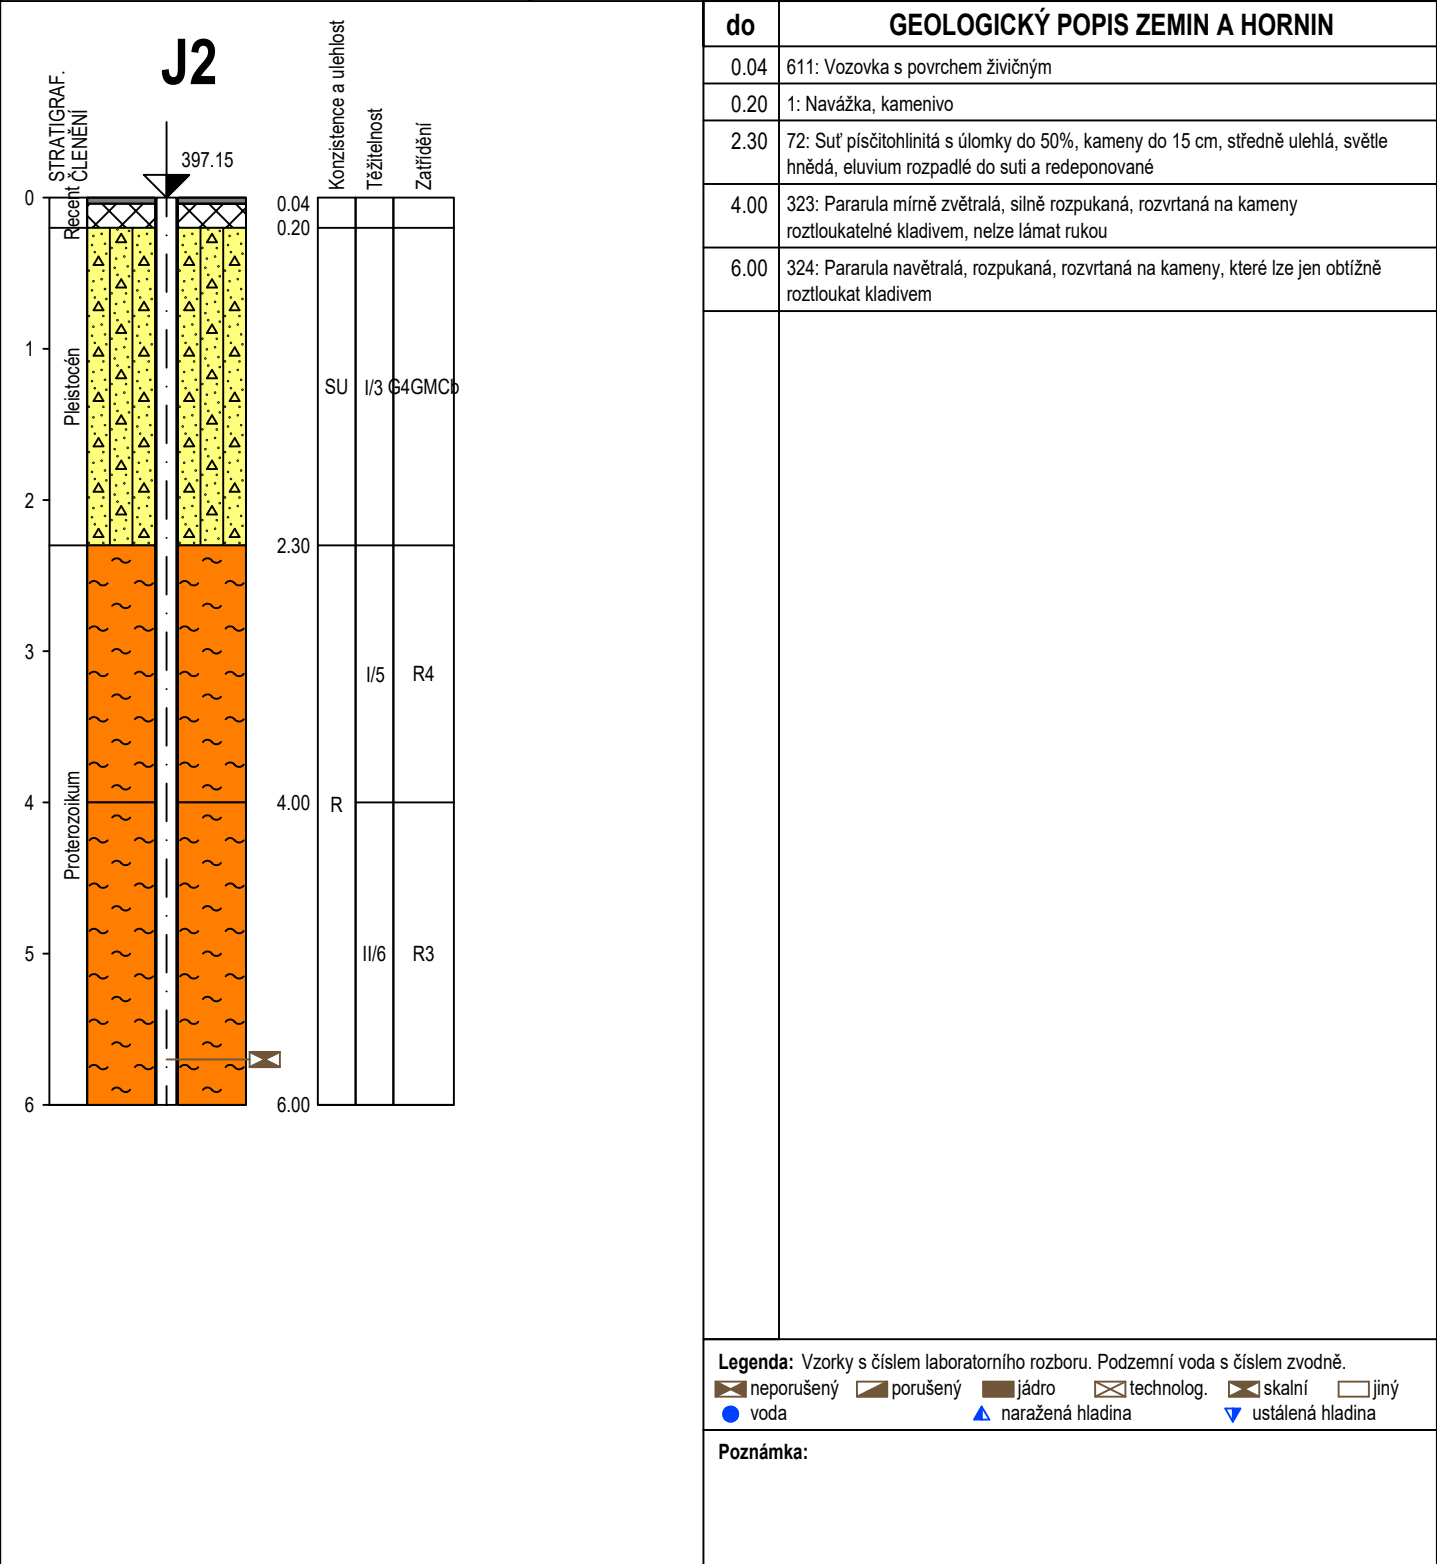 J2
STRATIGRAF.
ČLENĚNÍ
Konzistence a ulehlost
Těžitelnost
Zatřídění
397.15
0
1
2
3
4
5
6
Recent
Pleistocén
Proterozoikum
0.04
0.20
2.30
4.00
6.00
SU
I/3
G4GMCb
I/5
R4
R
II/6
R3
do
GEOLOGICKÝ POPIS ZEMIN A HORNIN
0.04
611: Vozovka s povrchem živičným
0.20
1: Navážka, kamenivo
2.30
72: Suť písčitohlinitá s úlomky do 50%, kameny do 15 cm, středně ulehlá, světle
hnědá, eluvium rozpadlé do suti a redeponované
4.00
323: Pararula mírně zvětralá, silně rozpukaná, rozvrtaná na kameny
roztloukatelné kladivem, nelze lámat rukou
6.00
324: Pararula navětralá, rozpukaná, rozvrtaná na kameny, které lze jen obtížně
roztloukat kladivem
Legenda: Vzorky s číslem laboratorního rozboru. Podzemní voda s číslem zvodně.
neporušený porušený jádro technolog. skalní jiný
voda naražená hladina ustálená hladina
Poznámka: